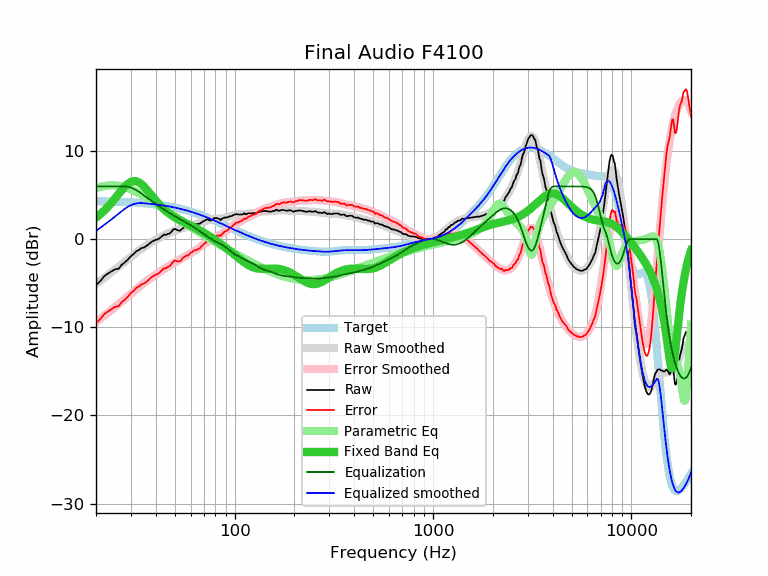 Final Audio F4100
Amplitude (dBr)
10
0
−10
−20
−30
Target
Raw Smoothed
Error Smoothed
Raw
Error
Parametric Eq
Fixed Band Eq
Equalization
Equalized smoothed
100
1000
10000
Frequency (Hz)